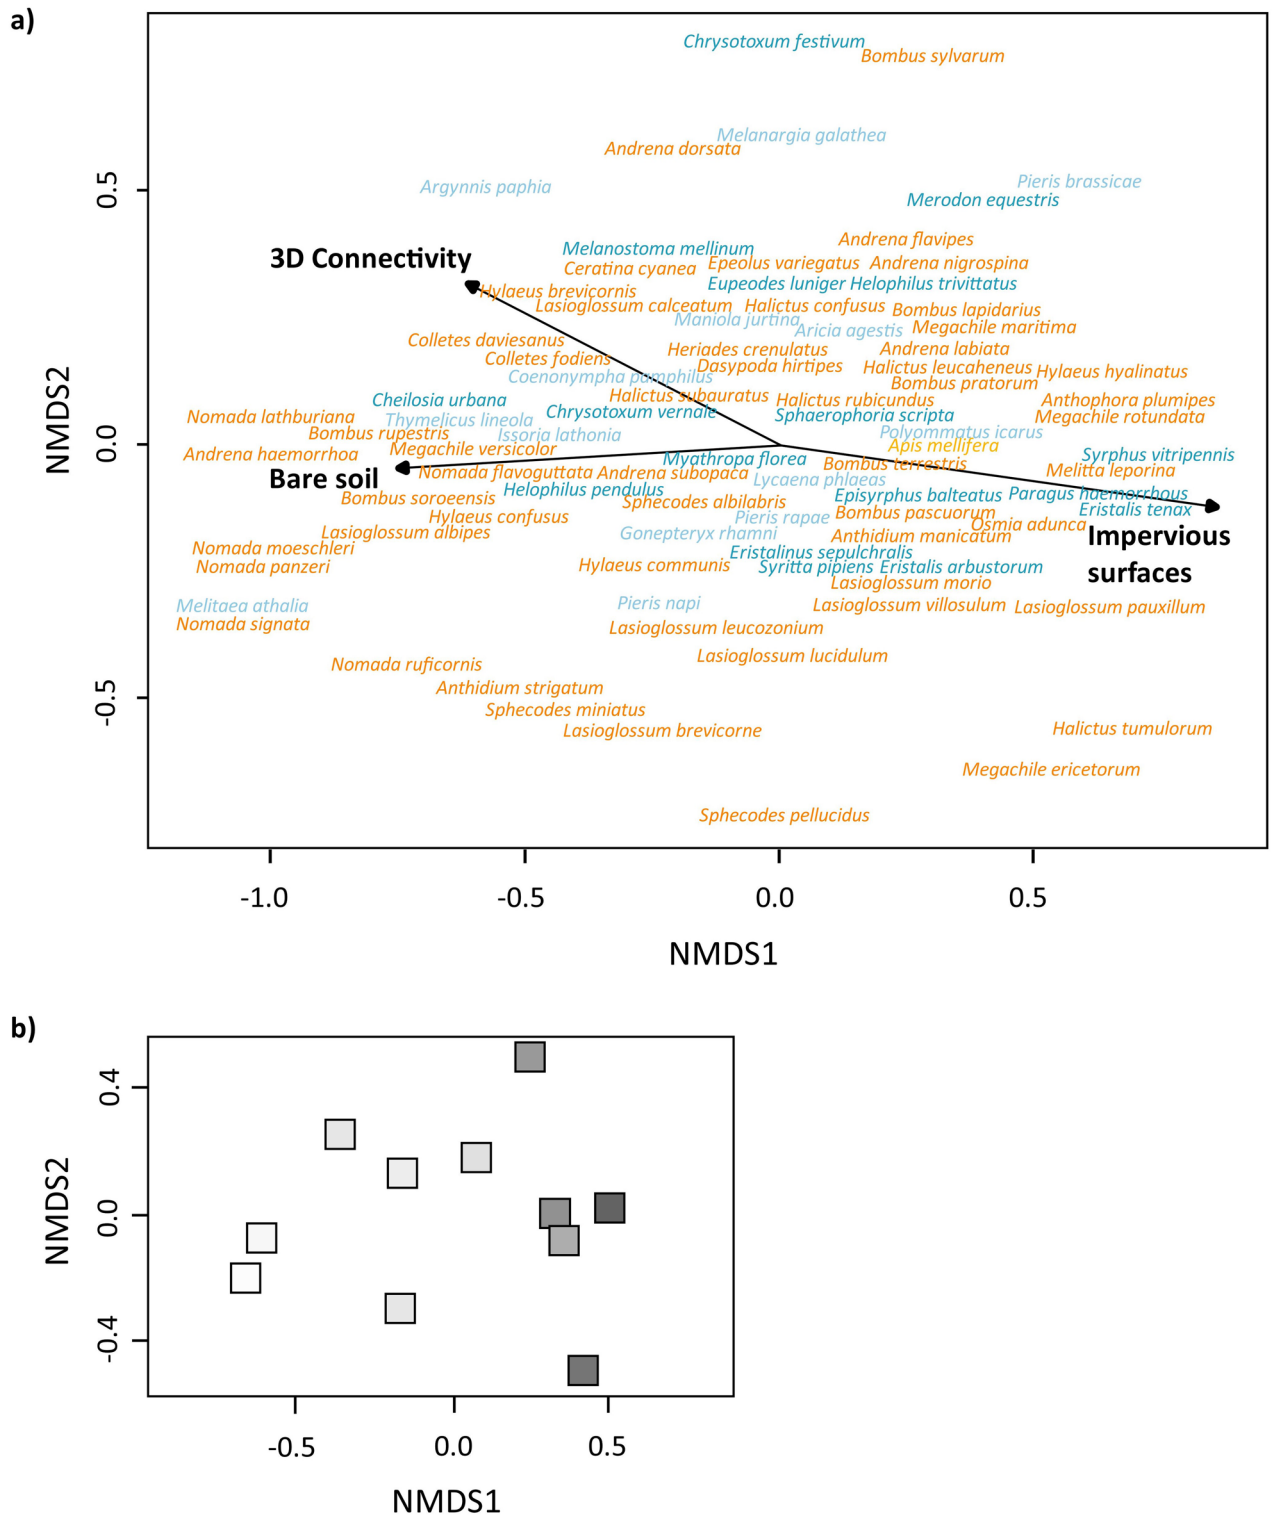 a)
Chrysotoxum festivum
Bombus sylvarum
Melanargia galathea
Andrena dorsata
Argynnis paphia
Pieris brassicae
Merodon equestris
0.5
Andrena flavipes
Melanostoma mellinum
3D Connectivity
Ceratina cyanea Epeolus variegatus Andrena nigrospina
Eupeodes luniger Helophilus trivittatus
Hylaeus brevicornis
Lasioglossum calceatum Halictus confusus Bombus lapidarius
Maniola jurtina Aricia agestis Megachile maritima
Colletes daviesanus
Heriades crenulatus Andrena labiata
Colletes fodiens Dasypoda hirtipes Halictus leucaheneus Hylaeus hyalinatus
Coenonympha pamphilus Bombus pratorum
Cheilosia urbana Halictus subauratus Halictus rubicundus Anthophora plumipes
Nomada lathburiana Thymelicus lineola Chrysotoxum vernale Sphaerophoria scripta Megachile rotundata
Bombus rupestris Issoria lathonia Polyommatus icarus
NMDS2
0.0
Megachile versicolor Apis mellifera
Andrena haemorrhoa Myathropa florea Bombus terrestris Syrphus vitripennis
Bare soil Nomada flavoguttata Andrena subopaca Melitta leporina
Helophilus pendulus Lycaena phlaeas
Bombus soroeensis Sphecodes albilabris Episyrphus balteatus Paragus haemorrhous
Hylaeus confusus Pieris rapae Bombus pascuorum Eristalis tenax
Lasioglossum albipes Gonepteryx rhamni Anthidium manicatum Osmia adunca
Impervious
surfaces
Nomada moeschleri Eristalinus sepulchralis
Nomada panzeri Hylaeus communis Syritta pipiens Eristalis arbustorum
Lasioglossum morio
Melitaea athalia Pieris napi Lasioglossum villosulum Lasioglossum pauxillum
Nomada signata Lasioglossum leucozonium
Nomada ruficornis Lasioglossum lucidulum
Anthidium strigatum
-0.5
Sphecodes miniatus
Lasioglossum brevicorne Halictus tumulorum
Megachile ericetorum
Sphecodes pellucidus
-1.0 -0.5 0.0 0.5
NMDS1
b)
0.4
NMDS2
0.0
-0.4
-0.5 0.0 0.5
NMDS1